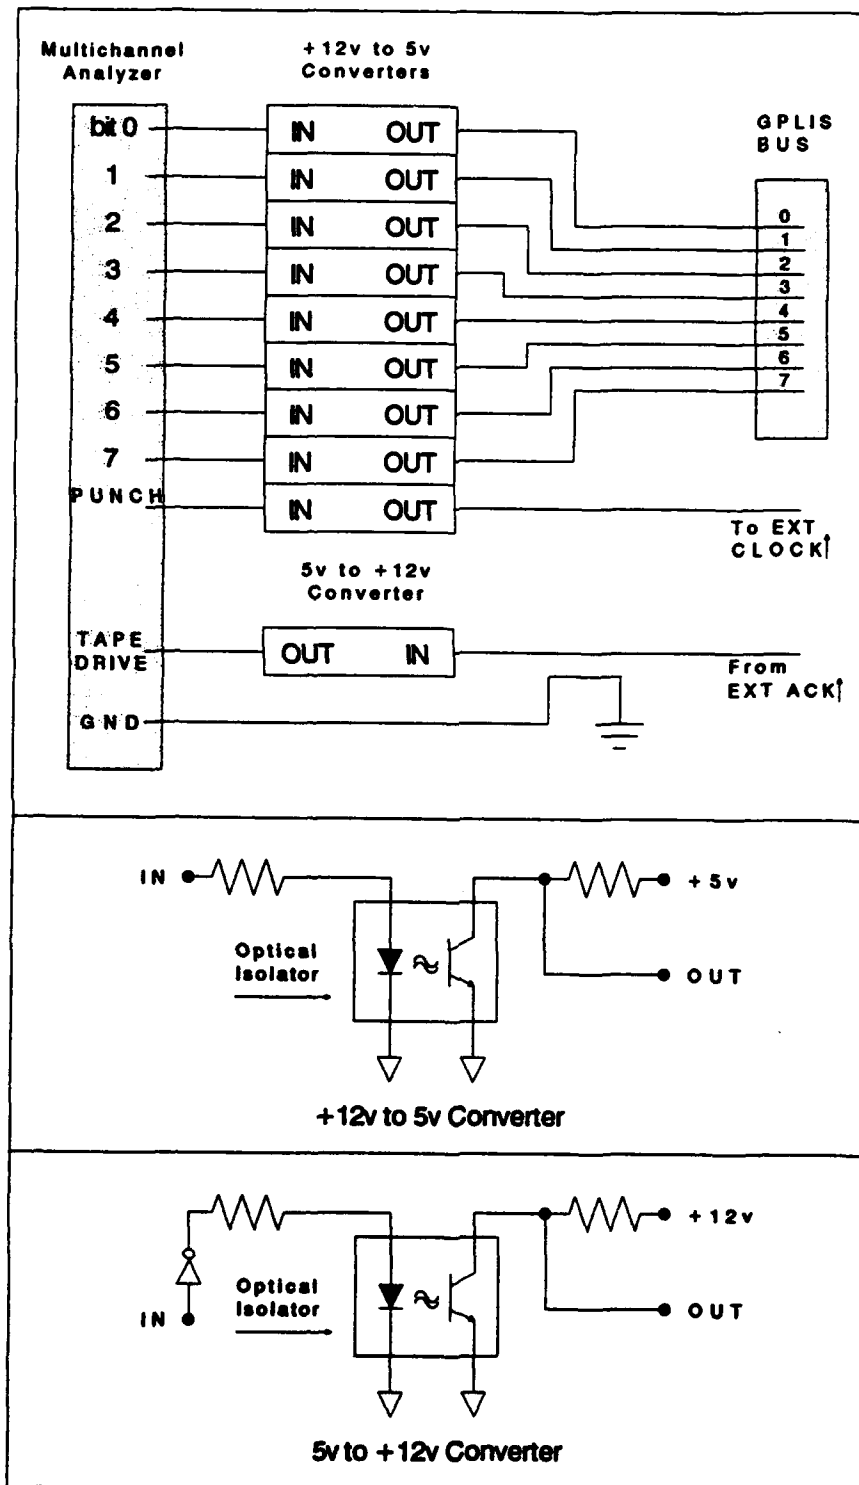 Multichannel
Analyzer
+12v to 5v
Converters
GPLIS
BUS
bit 0
IN OUT
1
IN OUT
2
IN OUT
3
IN OUT
4
IN OUT
5
IN OUT
6
IN OUT
7
IN OUT
PUNCH
IN OUT
0
1
2
3
4
5
6
7
To EXT
CLOCK↑
5v to +12v
Converter
TAPE
DRIVE
OUT IN
From
EXT ACK↑
GND
IN
+5v
Optical
Isolator
OUT
+12v to 5v Converter
+12v
Optical
Isolator
IN
OUT
5v to +12v Converter